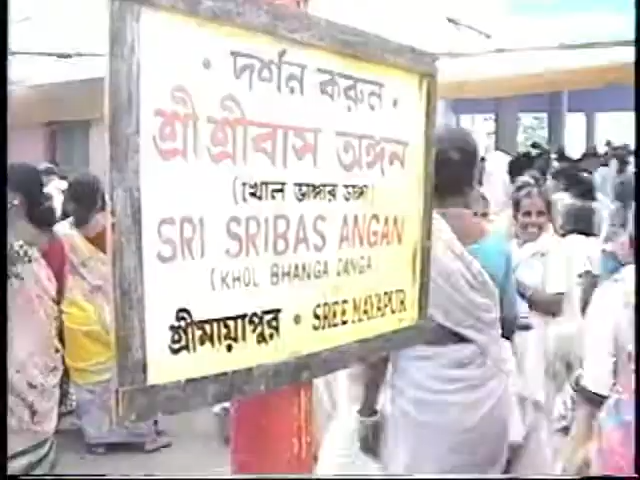 • দর্শন করুন •
শ্রী শ্রীবাস অঙ্গন
(খোল ভাঙ্গার ডাঙ্গা)
SRI SRIBAS ANGAN
(KHOL BHANGA DANGA
শ্রীমায়াপুর • SREE MAYAPUR